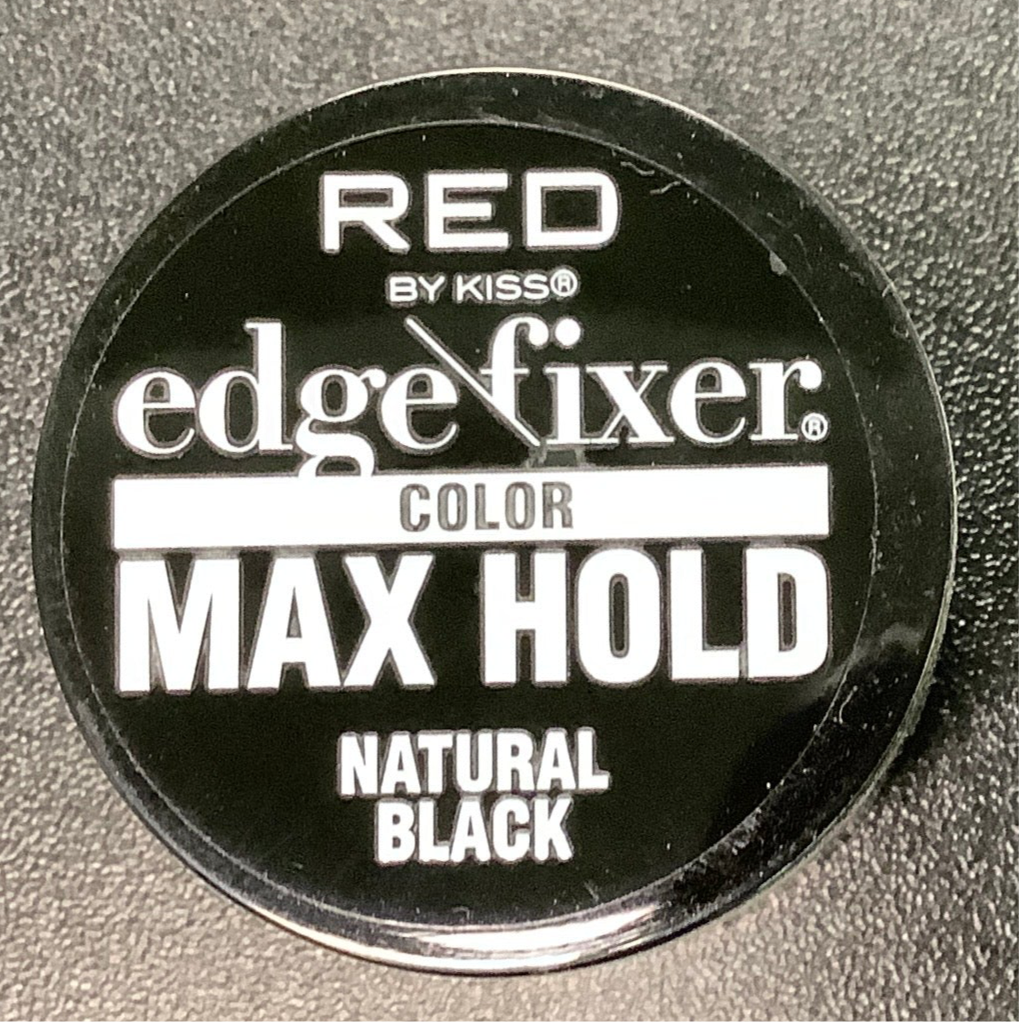 RED
BY KISS®
edge fixer®
COLOR
MAX HOLD
NATURAL
BLACK